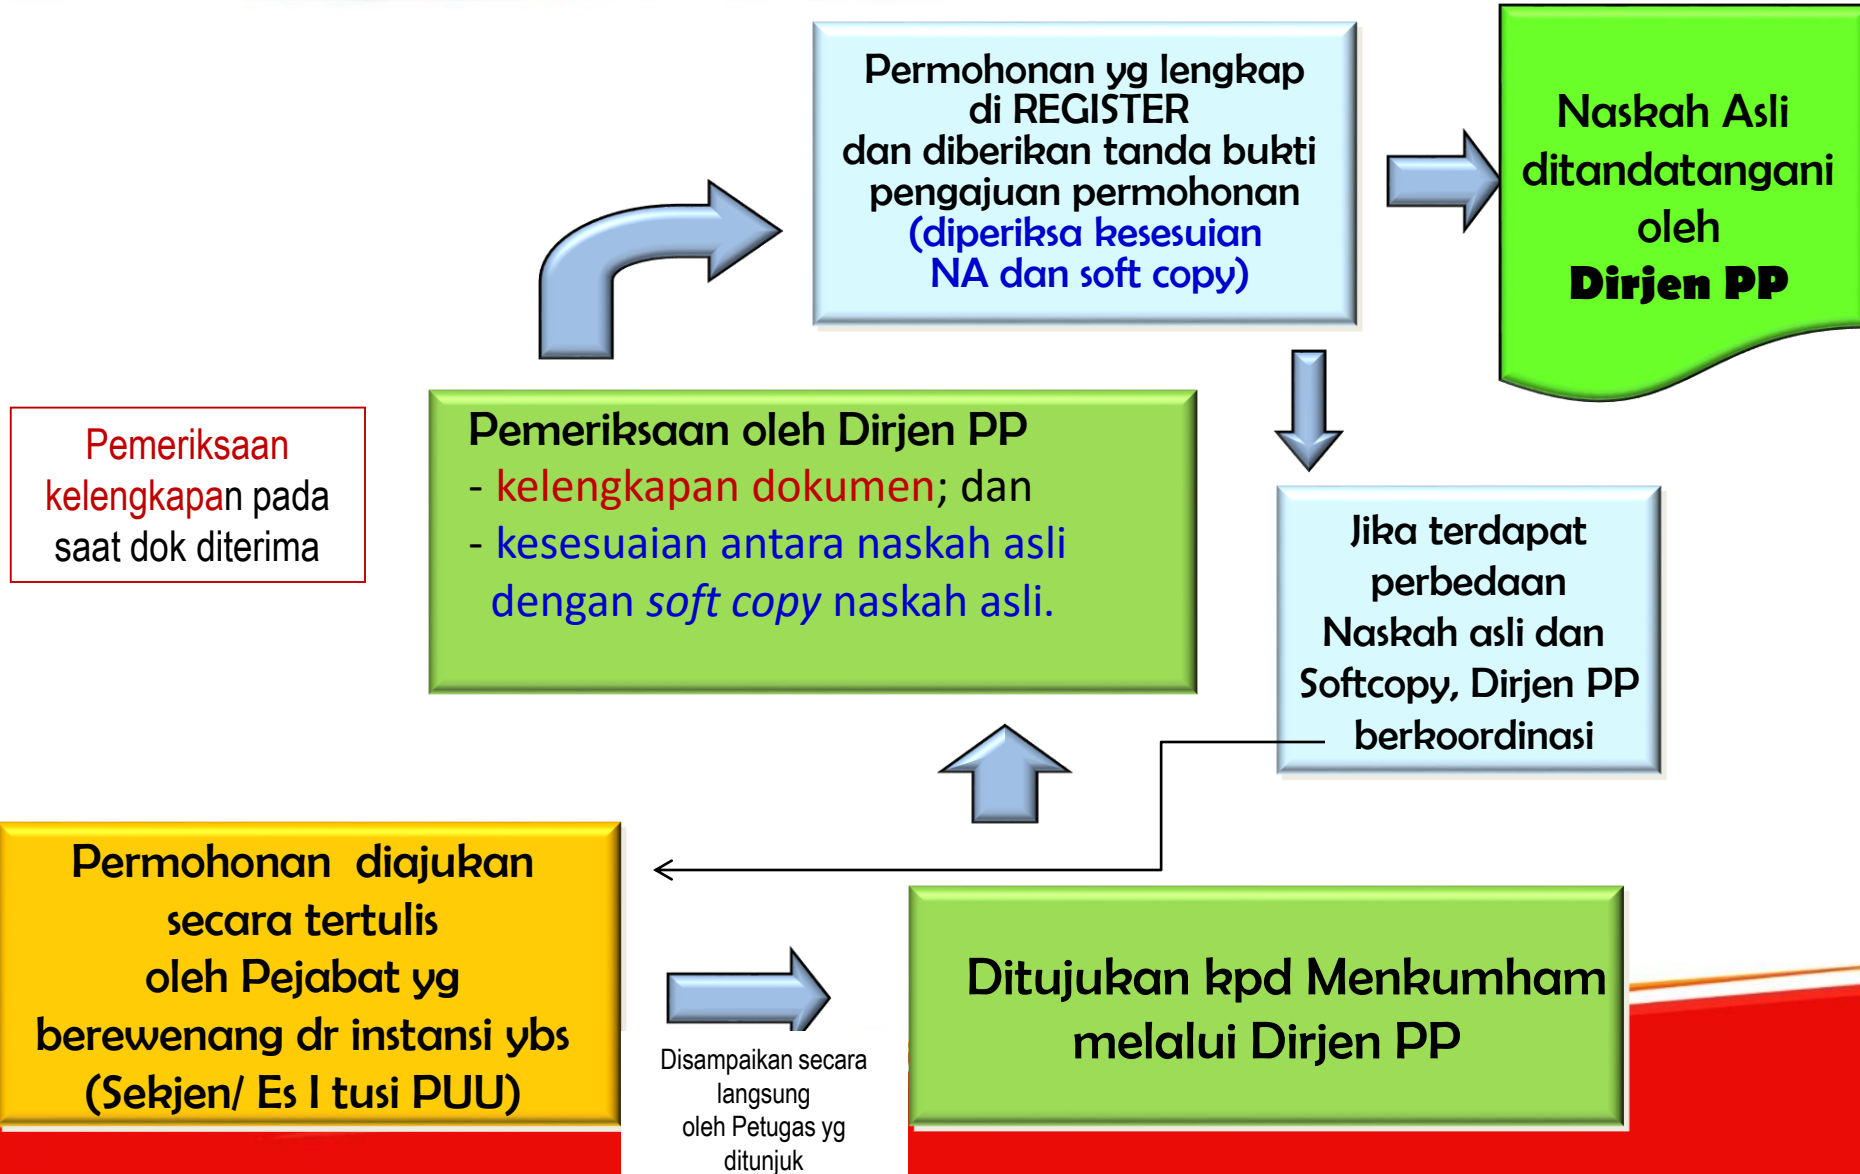 Permohonan yg lengkap
di REGISTER
dan diberikan tanda bukti
pengajuan permohonan
(diperiksa kesesuian
NA dan soft copy)
Naskah Asli
ditandatangani
oleh
Dirjen PP
Pemeriksaan
kelengkapan pada
saat dok diterima
Pemeriksaan oleh Dirjen PP
- kelengkapan dokumen; dan
- kesesuaian antara naskah asli
dengan soft copy naskah asli.
Jika terdapat
perbedaan
Naskah asli dan
Softcopy, Dirjen PP
berkoordinasi
Permohonan diajukan
secara tertulis
oleh Pejabat yg
berewenang dr instansi ybs
(Sekjen/ Es I tusi PUU)
Disampaikan secara
langsung
oleh Petugas yg
ditunjuk
Ditujukan kpd Menkumham
melalui Dirjen PP